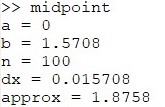 >> midpoint
a = 0
b = 1.5708
n = 100
dx = 0.015708
approx = 1.8758